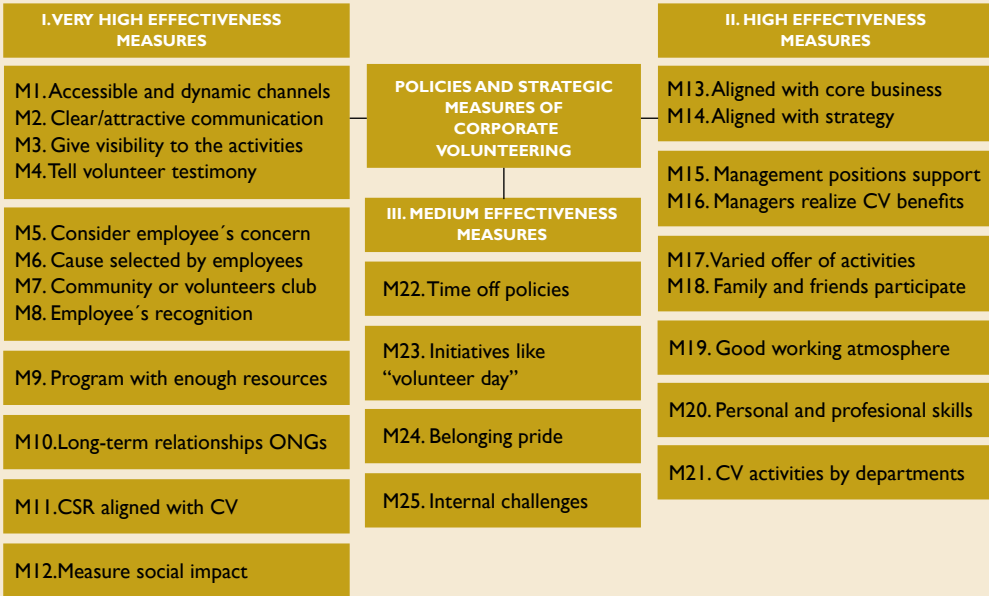 I. VERY HIGH EFFECTIVENESS
MEASURES
M1. Accessible and dynamic channels
M2. Clear/attractive communication
M3. Give visibility to the activities
M4. Tell volunteer testimony
M5. Consider employee´s concern
M6. Cause selected by employees
M7. Community or volunteers club
M8. Employee´s recognition
M9. Program with enough resources
M10.Long-term relationships ONGs
M11.CSR aligned with CV
M12.Measure social impact
POLICIES AND STRATEGIC
MEASURES OF
CORPORATE
VOLUNTEERING
III. MEDIUM EFFECTIVENESS
MEASURES
M22. Time off policies
M23. Initiatives like
“volunteer day”
M24. Belonging pride
M25. Internal challenges
II. HIGH EFFECTIVENESS
MEASURES
M13. Aligned with core business
M14. Aligned with strategy
M15. Management positions support
M16. Managers realize CV benefits
M17. Varied offer of activities
M18. Family and friends participate
M19. Good working atmosphere
M20. Personal and profesional skills
M21. CV activities by departments